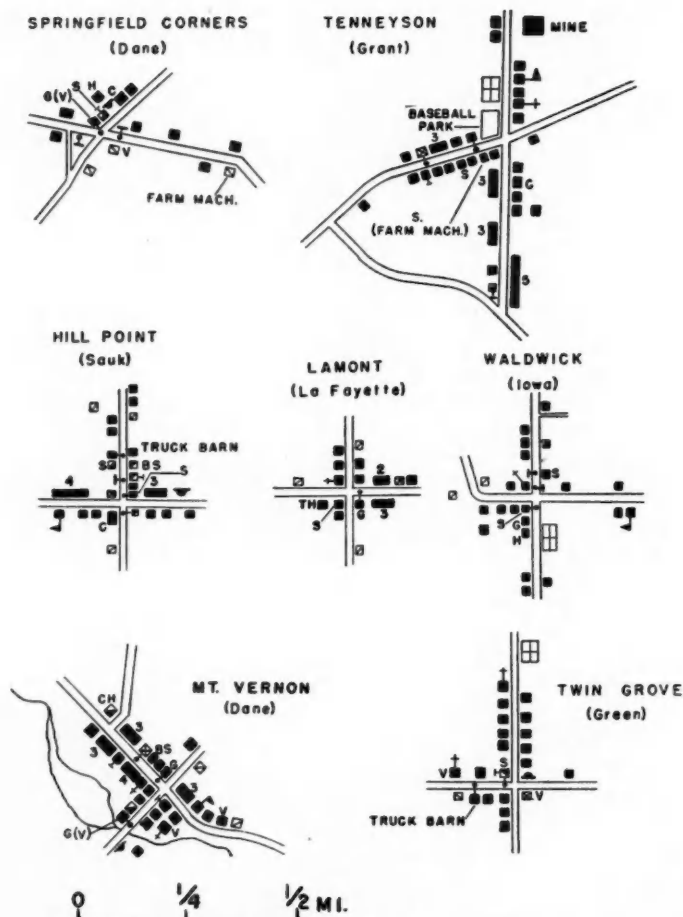 SPRINGFIELD CORNERS
(Dane)
S H
G(V)
C
V
FARM MACH.
TENNEYSON
(Grant)
MINE
BASEBALL
PARK
3
S
3
G
S.
(FARM MACH.)
3
5
HILL POINT
(Sauk)
TRUCK BARN
S
BS
S
4
3
C
LAMONT
(La Fayette)
2
TH
S
G
3
WALDWICK
(Iowa)
S
S
G
H
MT. VERNON
(Dane)
CH
3
BS
3
G
A
3
V
G(V)
V
TWIN GROVE
(Green)
S
V
H
V
TRUCK BARN
0 1/4 1/2 MI.